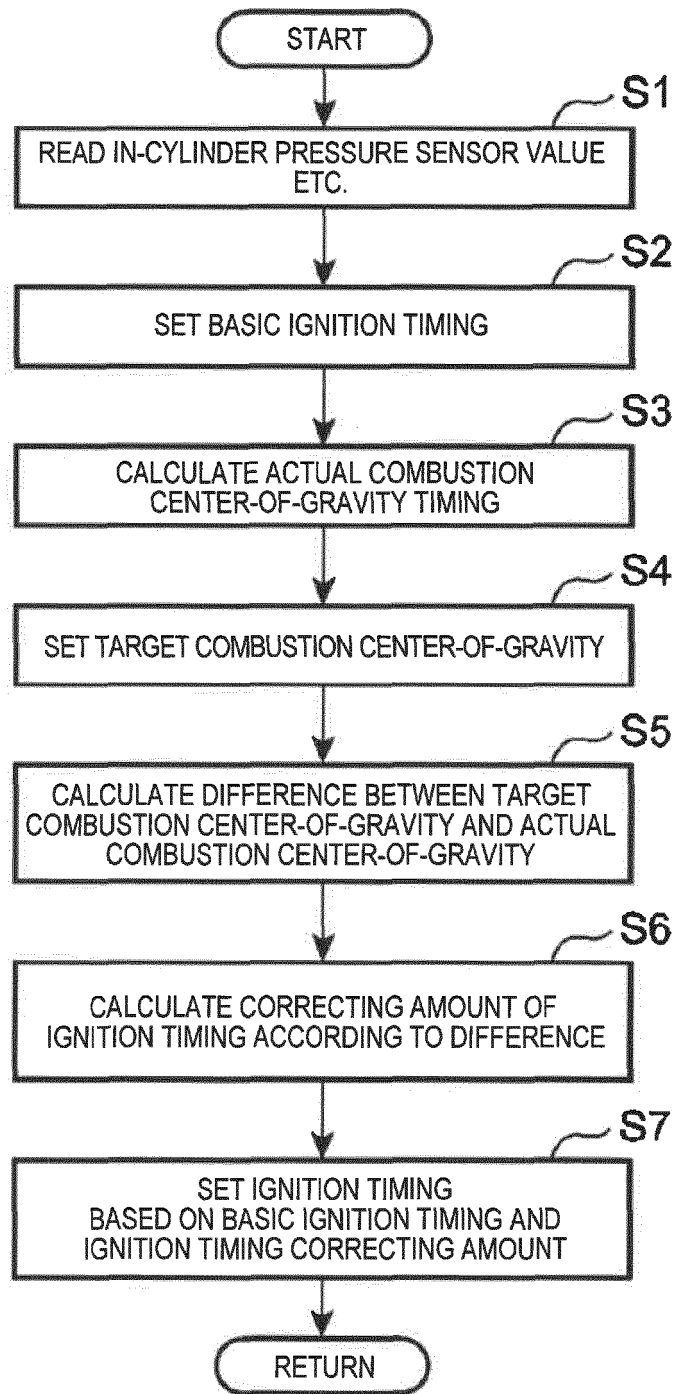 START
S1
READ IN-CYLINDER PRESSURE SENSOR VALUE
ETC.
S2
SET BASIC IGNITION TIMING
S3
CALCULATE ACTUAL COMBUSTION
CENTER-OF-GRAVITY TIMING
S4
SET TARGET COMBUSTION CENTER-OF-GRAVITY
S5
CALCULATE DIFFERENCE BETWEEN TARGET
COMBUSTION CENTER-OF-GRAVITY AND ACTUAL
COMBUSTION CENTER-OF-GRAVITY
S6
CALCULATE CORRECTING AMOUNT OF
IGNITION TIMING ACCORDING TO DIFFERENCE
S7
SET IGNITION TIMING
BASED ON BASIC IGNITION TIMING AND
IGNITION TIMING CORRECTING AMOUNT
RETURN